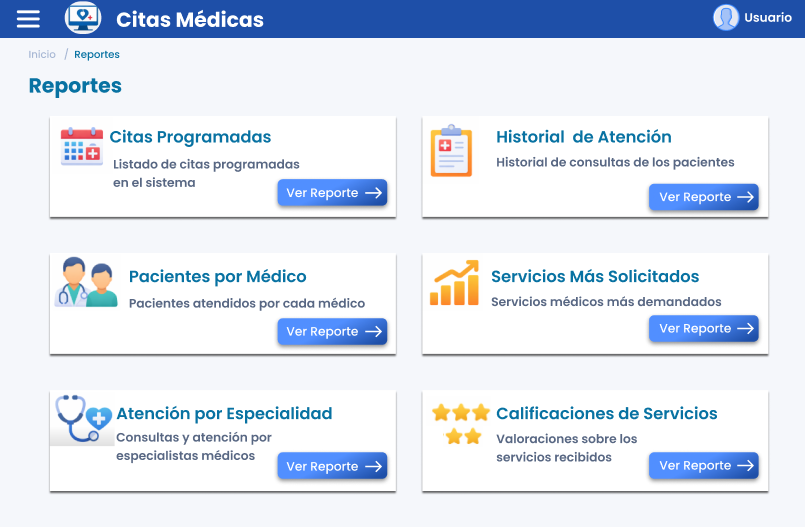 Citas Médicas
Usuario
Inicio / Reportes
Reportes
Citas Programadas
Listado de citas programadas
en el sistema
Ver Reporte
Historial de Atención
Historial de consultas de los pacientes
Ver Reporte
Pacientes por Médico
Pacientes atendidos por cada médico
Ver Reporte
Servicios Más Solicitados
Servicios médicos más demandados
Ver Reporte
Atención por Especialidad
Consultas y atención por
especialistas médicos
Ver Reporte
Calificaciones de Servicios
Valoraciones sobre los
servicios recibidos
Ver Reporte